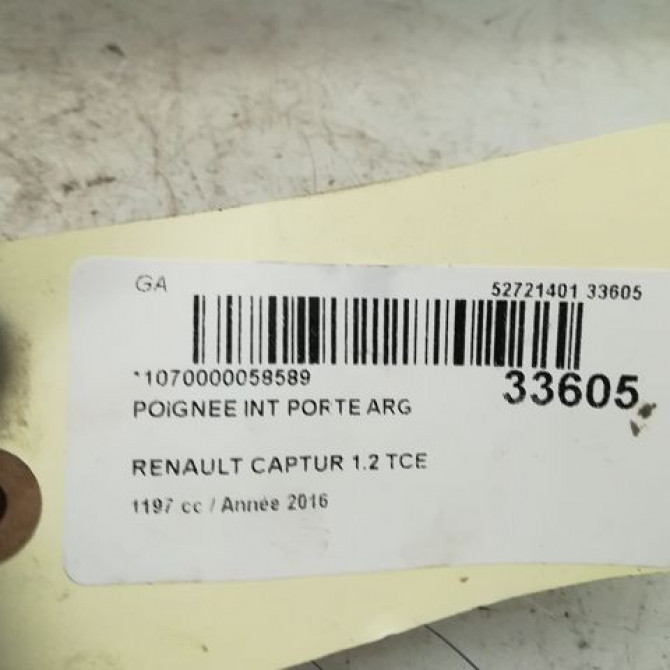 GA
52721401 33605
*1070000058589
33605
POIGNEE INT PORTE ARG
RENAULT CAPTUR 1.2 TCE
1197 cc / Année 2016